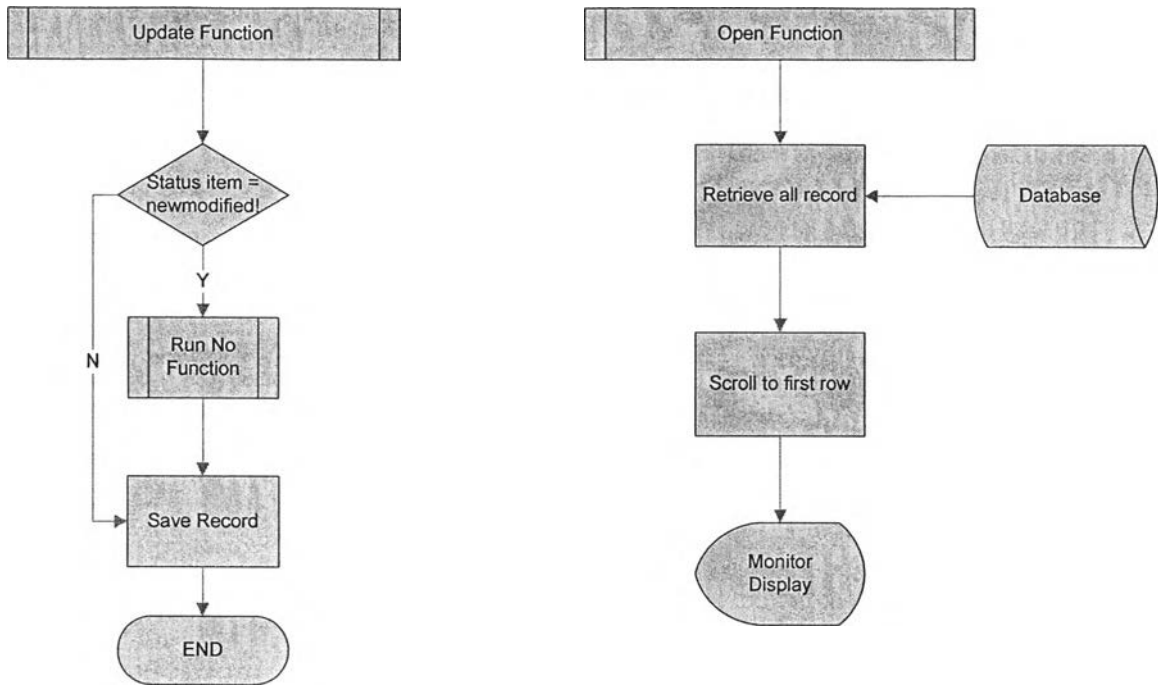 Update Function
Status item =
newmodified!
Y
N
Run No
Function
Save Record
END
Open Function
Retrieve all record
Database
Scroll to first row
Monitor
Display